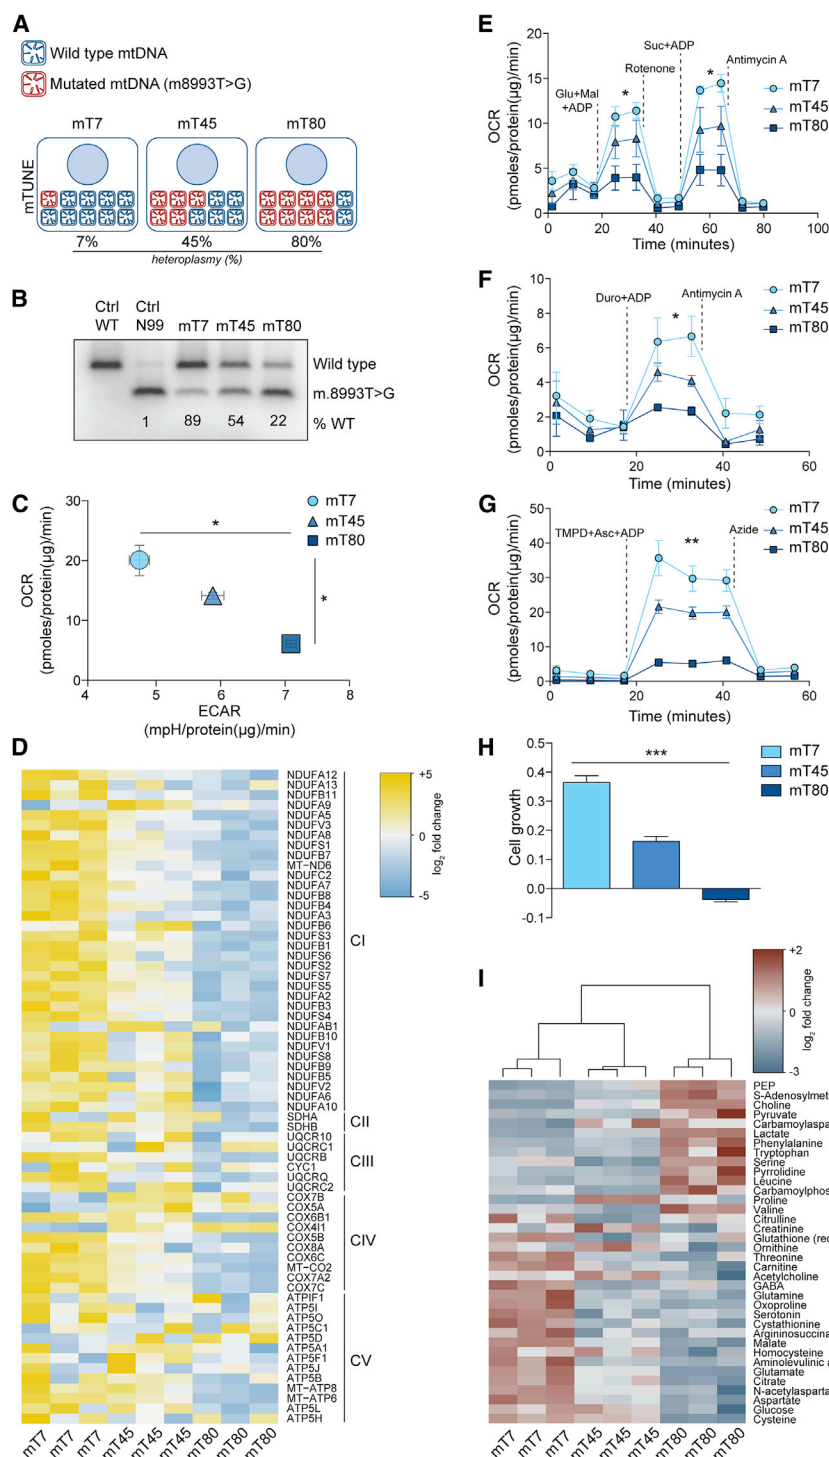 A
Wild type mtDNA
Mutated mtDNA (m8993T>G)
mT7 mT45 mT80
mTUNE
7% 45% 80%
heteroplasmy (%)
B
Ctrl WT Ctrl N99 mT7 mT45 mT80
Wild type
m.8993T>G
1 89 54 22 % WT
C
mT7
mT45
mT80
30
20
10
0
*
*
OCR
(pmoles/protein(μg)/min)
4 5 6 7 8
ECAR
(mpH/protein(μg)/min)
D
NDUFA12
NDUFA13
NDUFB11
NDUFA9
NDUFA5
NDUFV3
NDUFA8
NDUFS1
NDUFB7
MT-ND6
NDUFC2
NDUFA7
NDUFB8
NDUFB4
NDUFA3
NDUFB6
NDUFS3
NDUFB1
NDUFS6
NDUFS2
NDUFS7
NDUFS5
NDUFA2
NDUFB3
NDUFS4
NDUFAB1
NDUFB10
NDUFV1
NDUFS8
NDUFB9
NDUFB5
NDUFV2
NDUFA6
NDUFA10
SDHA
SDHB
UQCR10
UQCRC1
UQCRB
CYC1
UQCRQ
UQCRC2
COX7B
COX5A
COX6B1
COX4I1
COX5B
COX8A
COX6C
MT-CO2
COX7A2
COX7C
ATPIF1
ATP5I
ATP5O
ATP5C1
ATP5D
ATP5A1
ATP5F1
ATP5J
ATP5B
MT-ATP8
MT-ATP6
ATP5L
ATP5H
CI
CII
CIII
CIV
CV
+5
0
-5
log2 fold change
mT7 mT7 mT7 mT45 mT45 mT45 mT80 mT80 mT80
E
Glu+Mal
+ADP
Rotenone
Suc+ADP
Antimycin A
* *
mT7
mT45
mT80
20
15
10
5
0
OCR
(pmoles/protein(μg)/min)
0 20 40 60 80 100
Time (minutes)
F
Duro+ADP
Antimycin A
*
mT7
mT45
mT80
10
8
6
4
2
0
OCR
(pmoles/protein(μg)/min)
0 20 40 60
Time (minutes)
G
TMPD+Asc+ADP
Azide
**
mT7
mT45
mT80
50
40
30
20
10
0
OCR
(pmoles/protein(μg)/min)
0 20 40 60
Time (minutes)
H
***
mT7
mT45
mT80
0.5
0.4
0.3
0.2
0.1
0.0
-0.1
Cell growth
I
+2
0
-3
log2 fold change
PEP
S-Adenosylmet
Choline
Pyruvate
Carbamoylaspa
Lactate
Phenylalanine
Tryptophan
Serine
Pyrrolidine
Leucine
Carbamoylphos
Proline
Valine
Citrulline
Creatinine
Glutathione (red
Ornithine
Threonine
Carnitine
Acetylcholine
GABA
Glutamine
Oxoproline
Serotonin
Cystathionine
Argininosuccina
Malate
Homocysteine
Aminolevulinic a
Glutamate
Citrate
N-acetylasparta
Aspartate
Glucose
Cysteine
mT7 mT7 mT7 mT45 mT45 mT45 mT80 mT80 mT80